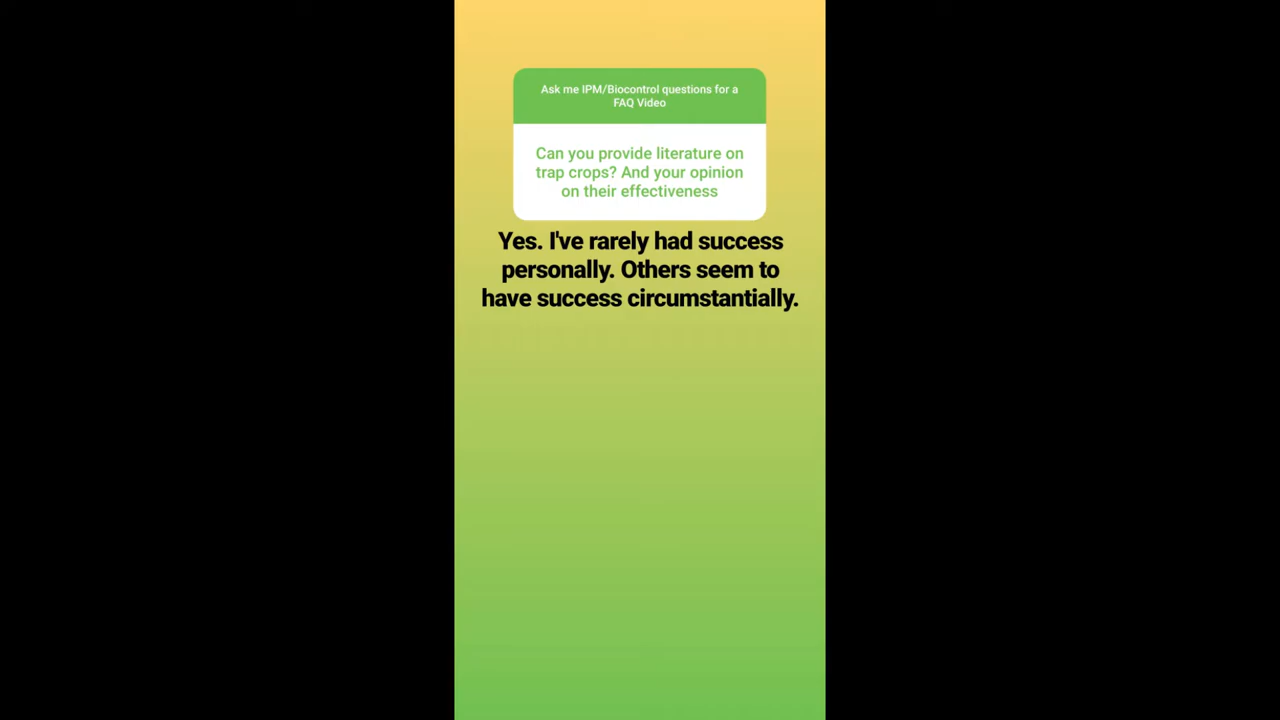 Ask me IPM/Biocontrol questions for a
FAQ Video
Can you provide literature on
trap crops? And your opinion
on their effectiveness
Yes. I've rarely had success
personally. Others seem to
have success circumstantially.